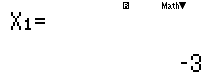 R Math▼
X₁=
-3